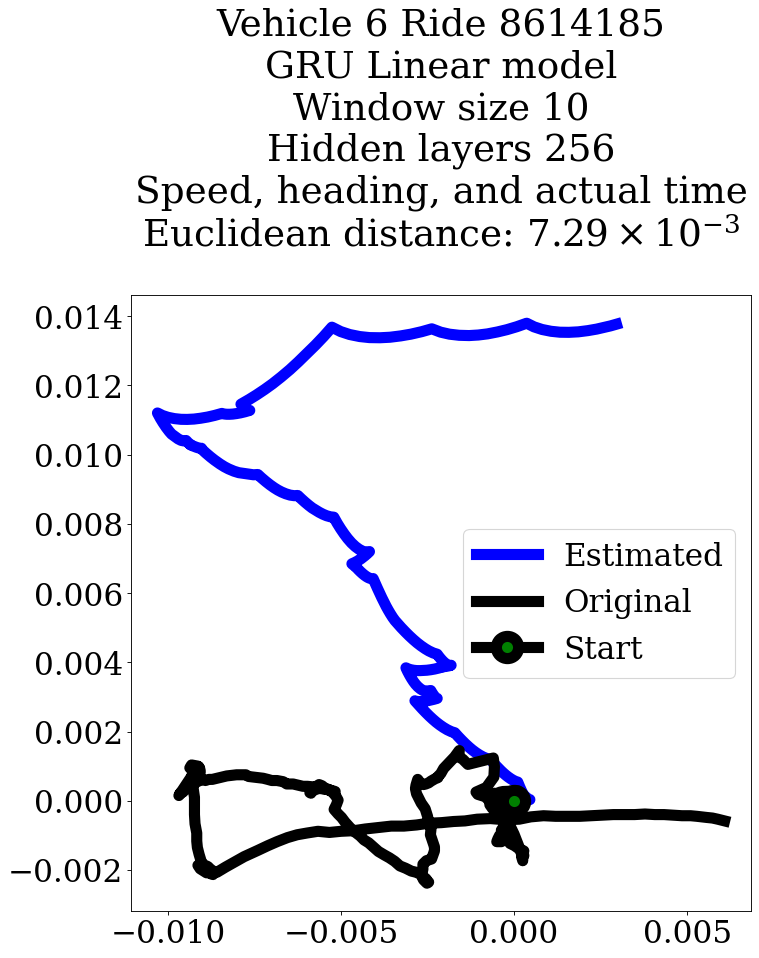 Vehicle 6 Ride 8614185
GRU Linear model
Window size 10
Hidden layers 256
Speed, heading, and actual time
Euclidean distance: 7.29 × 10⁻³
0.014
0.012
0.010
0.008
0.006
0.004
0.002
0.000
−0.002
Estimated
Original
Start
−0.010
−0.005
0.000
0.005